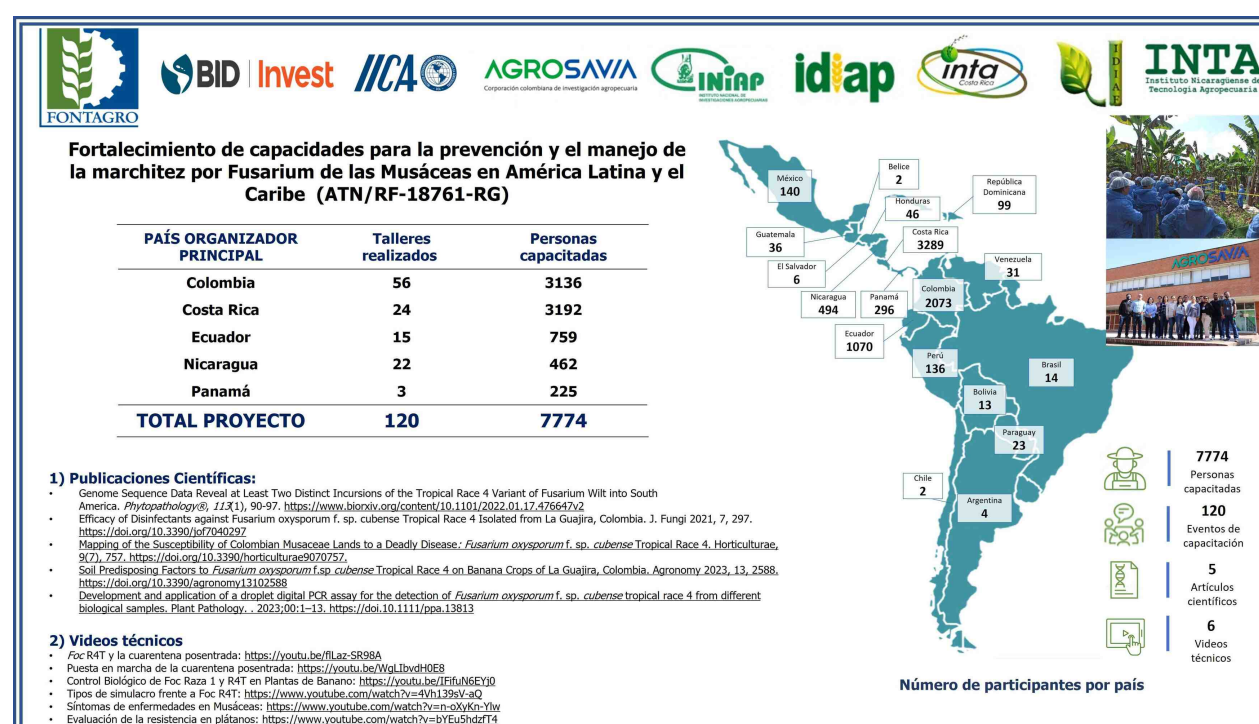 FONTAGRO
BID Invest
IICA
AGROSAVIA
Corporación colombiana de investigación agropecuaria
INIAP
INSTITUTO NACIONAL DE
INVESTIGACIONES AGROPECUARIAS
idiap
inta
Costa Rica
IDIAF
INTA
Instituto Nicaragüense de
Tecnología Agropecuaria
Fortalecimiento de capacidades para la prevención y el manejo de
la marchitez por Fusarium de las Musáceas en América Latina y el
Caribe (ATN/RF-18761-RG)
PAÍS ORGANIZADOR PRINCIPAL Talleres realizados Personas capacitadas
Colombia 56 3136
Costa Rica 24 3192
Ecuador 15 759
Nicaragua 22 462
Panamá 3 225
TOTAL PROYECTO 120 7774
1) Publicaciones Científicas:
• Genome Sequence Data Reveal at Least Two Distinct Incursions of the Tropical Race 4 Variant of Fusarium Wilt into South
America. Phytopathology®, 113(1), 90-97. https://www.biorxiv.org/content/10.1101/2022.01.17.476647v2
• Efficacy of Disinfectants against Fusarium oxysporum f. sp. cubense Tropical Race 4 Isolated from La Guajira, Colombia. J. Fungi 2021, 7, 297.
https://doi.org/10.3390/jof7040297
• Mapping of the Susceptibility of Colombian Musaceae Lands to a Deadly Disease: Fusarium oxysporum f. sp. cubense Tropical Race 4. Horticulturae,
9(7), 757. https://doi.org/10.3390/horticulturae9070757.
• Soil Predisposing Factors to Fusarium oxysporum f.sp cubense Tropical Race 4 on Banana Crops of La Guajira, Colombia. Agronomy 2023, 13, 2588.
https://doi.org/10.3390/agronomy13102588
• Development and application of a droplet digital PCR assay for the detection of Fusarium oxysporum f. sp. cubense tropical race 4 from different
biological samples. Plant Pathology. . 2023;00:1–13. https://doi.org/10.1111/ppa.13813
2) Videos técnicos
• Foc R4T y la cuarentena posentrada: https://youtu.be/flLaz-SR98A
• Puesta en marcha de la cuarentena posentrada: https://youtu.be/WgLIbvdH0E8
• Control Biológico de Foc Raza 1 y R4T en Plantas de Banano: https://youtu.be/IFifuN6EYj0
• Tipos de simulacro frente a Foc R4T: https://www.youtube.com/watch?v=4Vh139sV-aQ
• Síntomas de enfermedades en Musáceas: https://www.youtube.com/watch?v=n-oXyKn-Ylw
• Evaluación de la resistencia en plátanos: https://www.youtube.com/watch?v=bYEu5hdzfT4
México
140
Belice
2
República
Dominicana
99
Honduras
46
Guatemala
36
Costa Rica
3289
El Salvador
6
Venezuela
31
Nicaragua
494
Panamá
296
Colombia
2073
Ecuador
1070
Perú
136
Brasil
14
Bolivia
13
Paraguay
23
Chile
2
Argentina
4
Número de participantes por país
AGROSAVIA
7774
Personas
capacitadas
120
Eventos de
capacitación
5
Artículos
científicos
6
Videos
técnicos